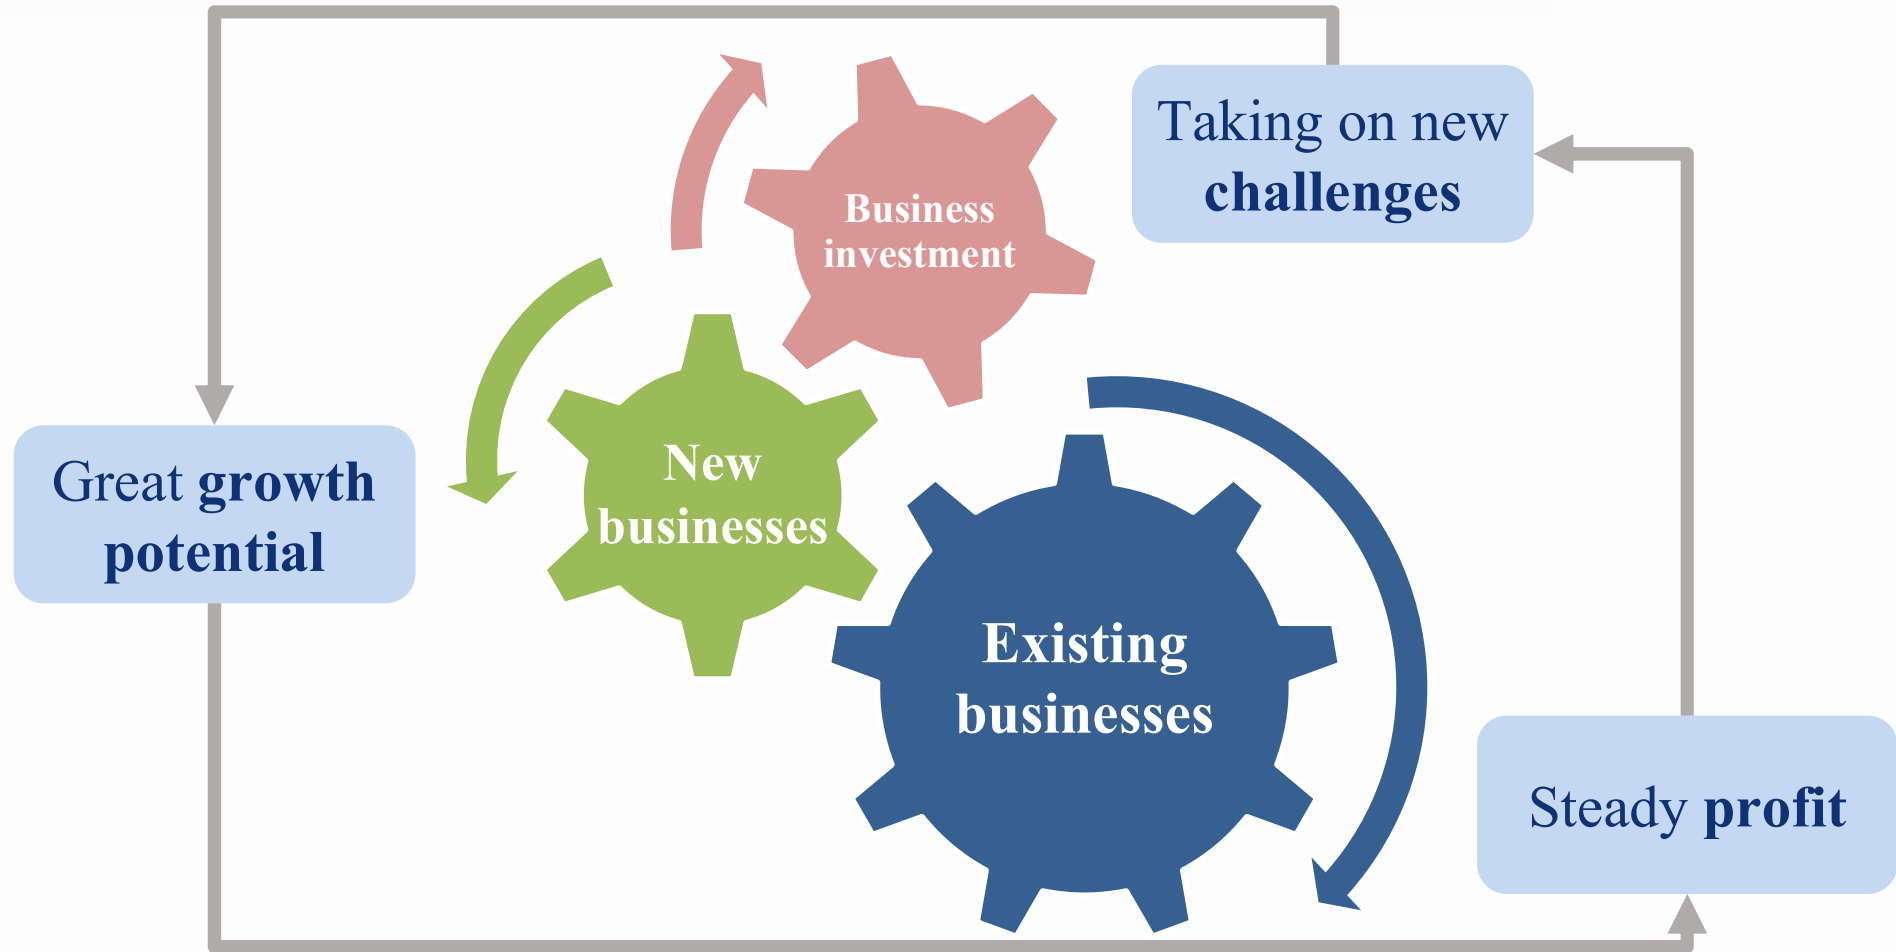 Taking on new
challenges
Business
investment
Great growth
potential
New
businesses
Existing
businesses
Steady profit